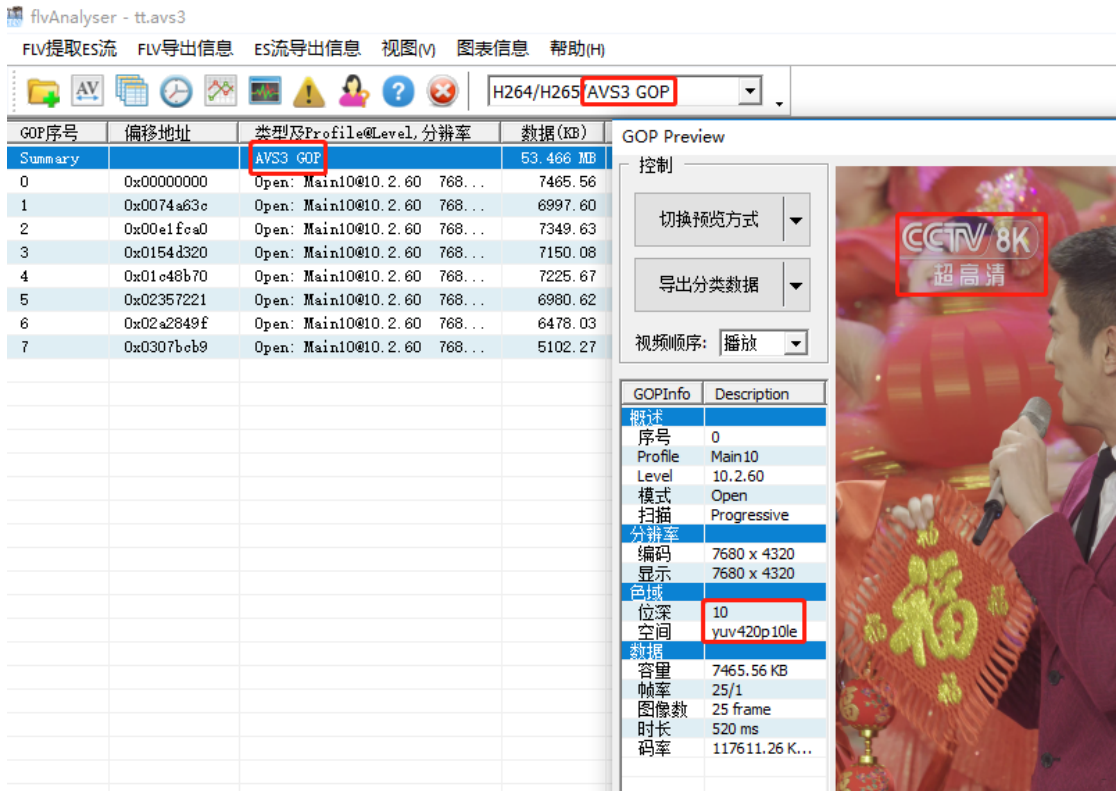 flvAnalyser - tt.avs3
FLV提取ES流 FLV导出信息 ES流导出信息 视图(V) 图表信息 帮助(H)
AV
H264/H265/AVS3 GOP
GOP序号 偏移地址 类型及Profile@Level,分辨率 数据(KB)
Summary AVS3 GOP 53.466 MB
0 0x00000000 Open: Main10@10.2.60 768... 7465.56
1 0x0074a63c Open: Main10@10.2.60 768... 6997.60
2 0x00e1fca0 Open: Main10@10.2.60 768... 7349.63
3 0x0154d320 Open: Main10@10.2.60 768... 7150.08
4 0x01c48b70 Open: Main10@10.2.60 768... 7225.67
5 0x02357221 Open: Main10@10.2.60 768... 6980.62
6 0x02a2849f Open: Main10@10.2.60 768... 6478.03
7 0x0307bcb9 Open: Main10@10.2.60 768... 5102.27
GOP Preview
控制
切换预览方式
导出分类数据
视频顺序: 播放
GOPInfo Description
概述
序号 0
Profile Main10
Level 10.2.60
模式 Open
扫描 Progressive
分辨率
编码 7680 x 4320
显示 7680 x 4320
色域
位深 10
空间 yuv420p10le
数据
容量 7465.56 KB
帧率 25/1
图像数 25 frame
时长 520 ms
码率 117611.26 K...
CCTV 8K
超高清
福